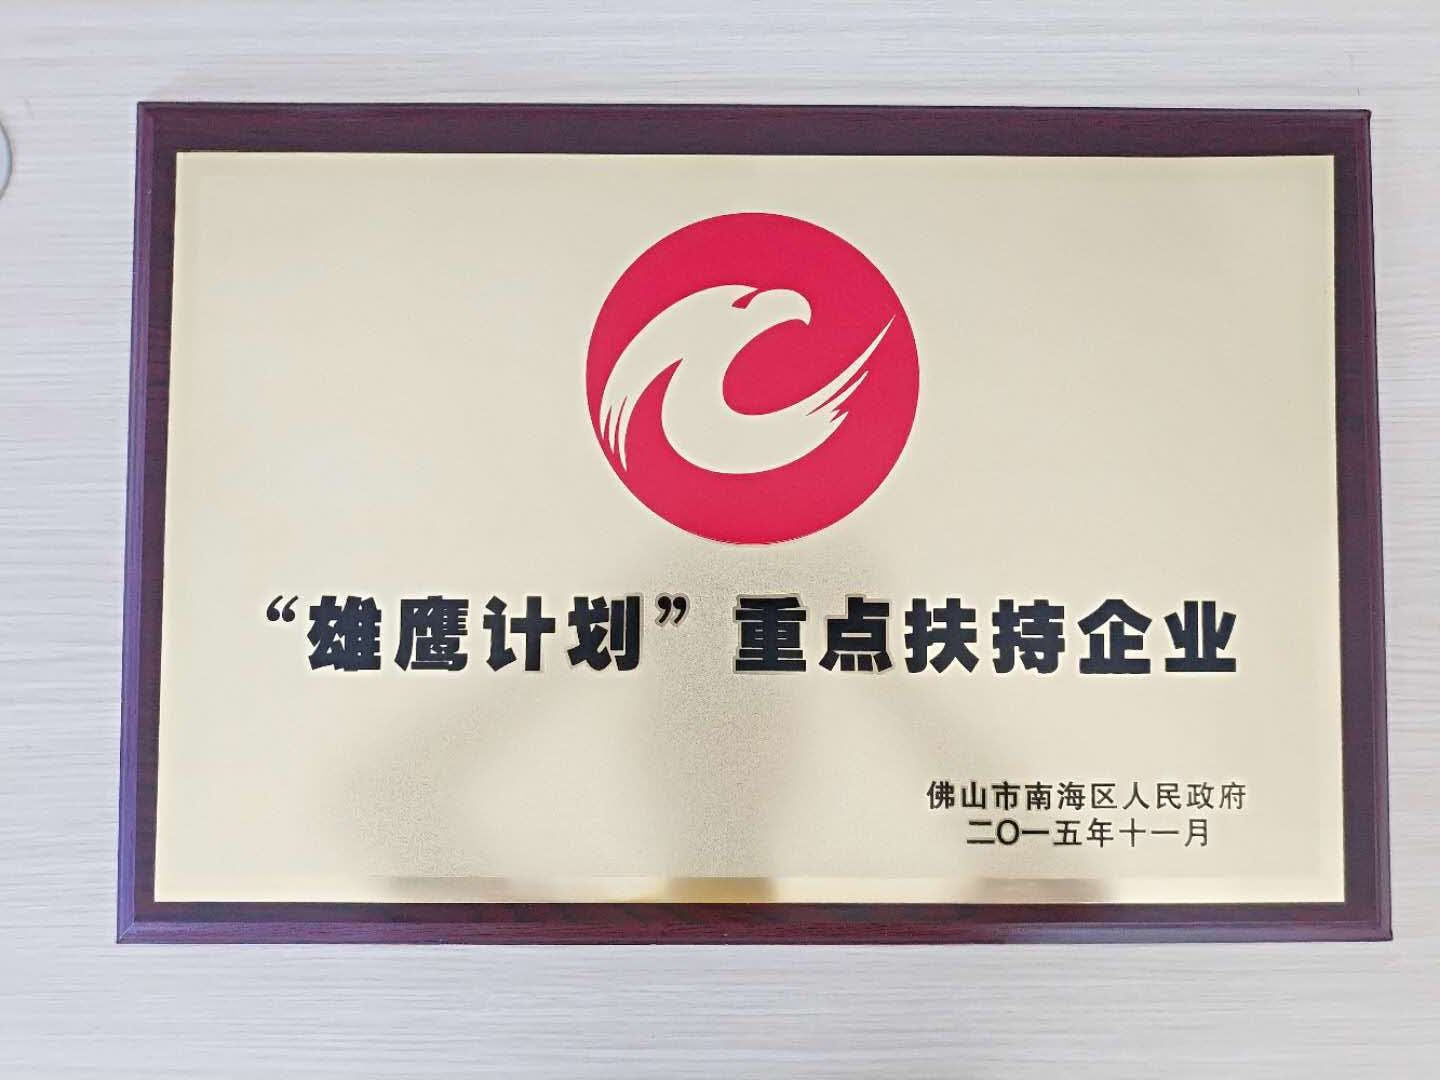 “雄鹰计划”重点扶持企业
佛山市南海区人民政府
二〇一五年十一月